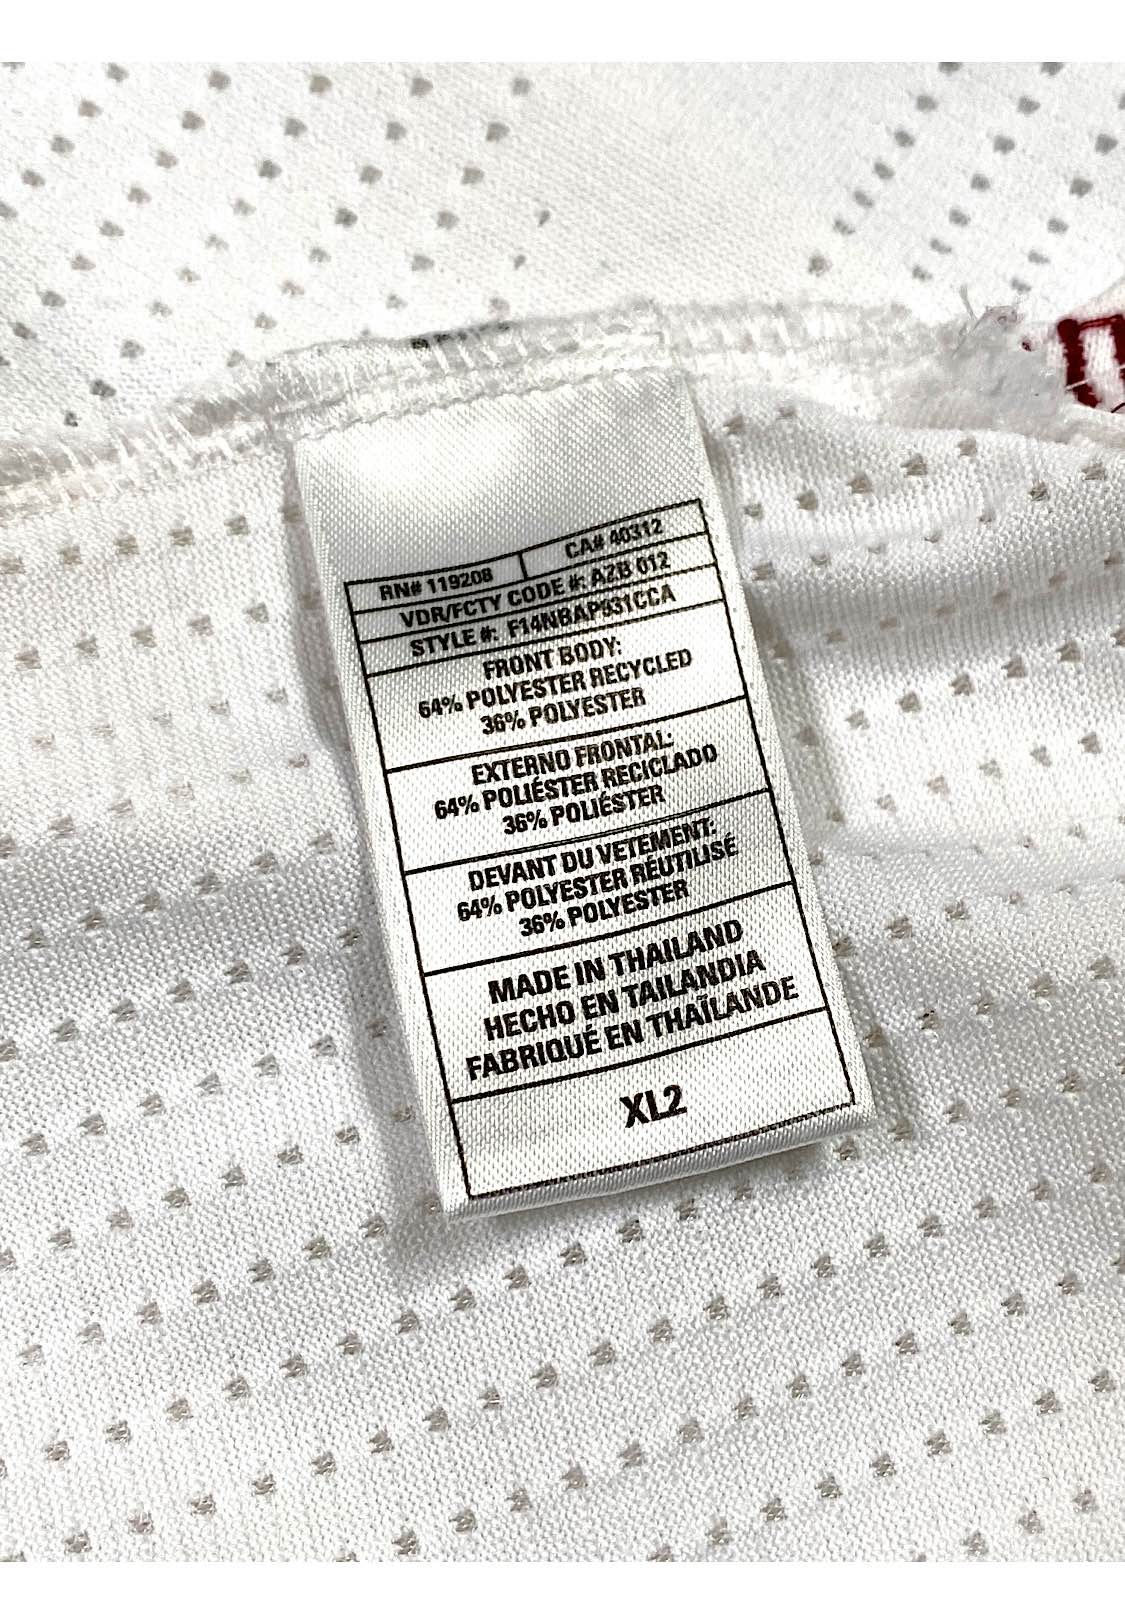 RN# 119208 CA# 40312
VDR/FCTY CODE #: AZB 012
STYLE #: F14NBAP931CCA
FRONT BODY:
64% POLYESTER RECYCLED
36% POLYESTER
EXTERNO FRONTAL:
64% POLIÉSTER RECICLADO
36% POLIÉSTER
DEVANT DU VETEMENT:
64% POLYESTER RÉUTILISÉ
36% POLYESTER
MADE IN THAILAND
HECHO EN TAILANDIA
FABRIQUÉ EN THAÏLANDE
XL2